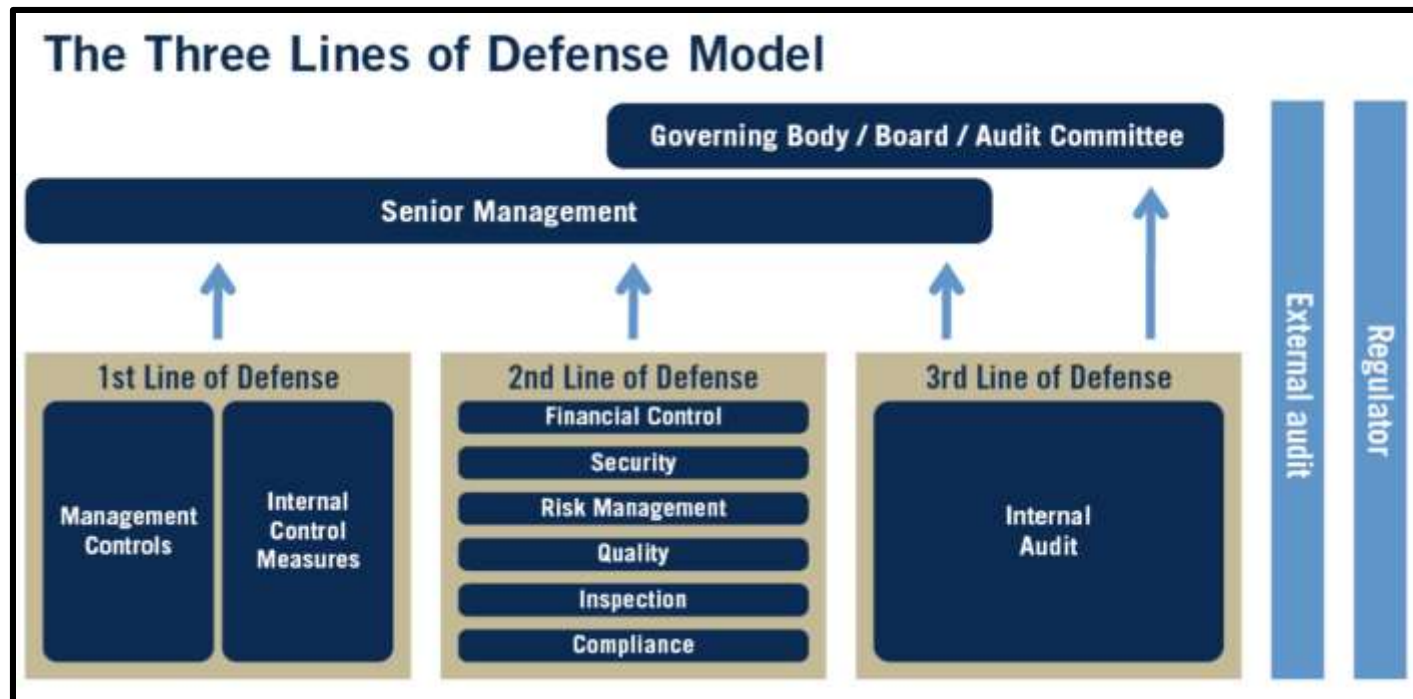 The Three Lines of Defense Model
Governing Body / Board / Audit Committee
Senior Management
1st Line of Defense
Management
Controls
Internal
Control
Measures
2nd Line of Defense
Financial Control
Security
Risk Management
Quality
Inspection
Compliance
3rd Line of Defense
Internal
Audit
External audit
Regulator